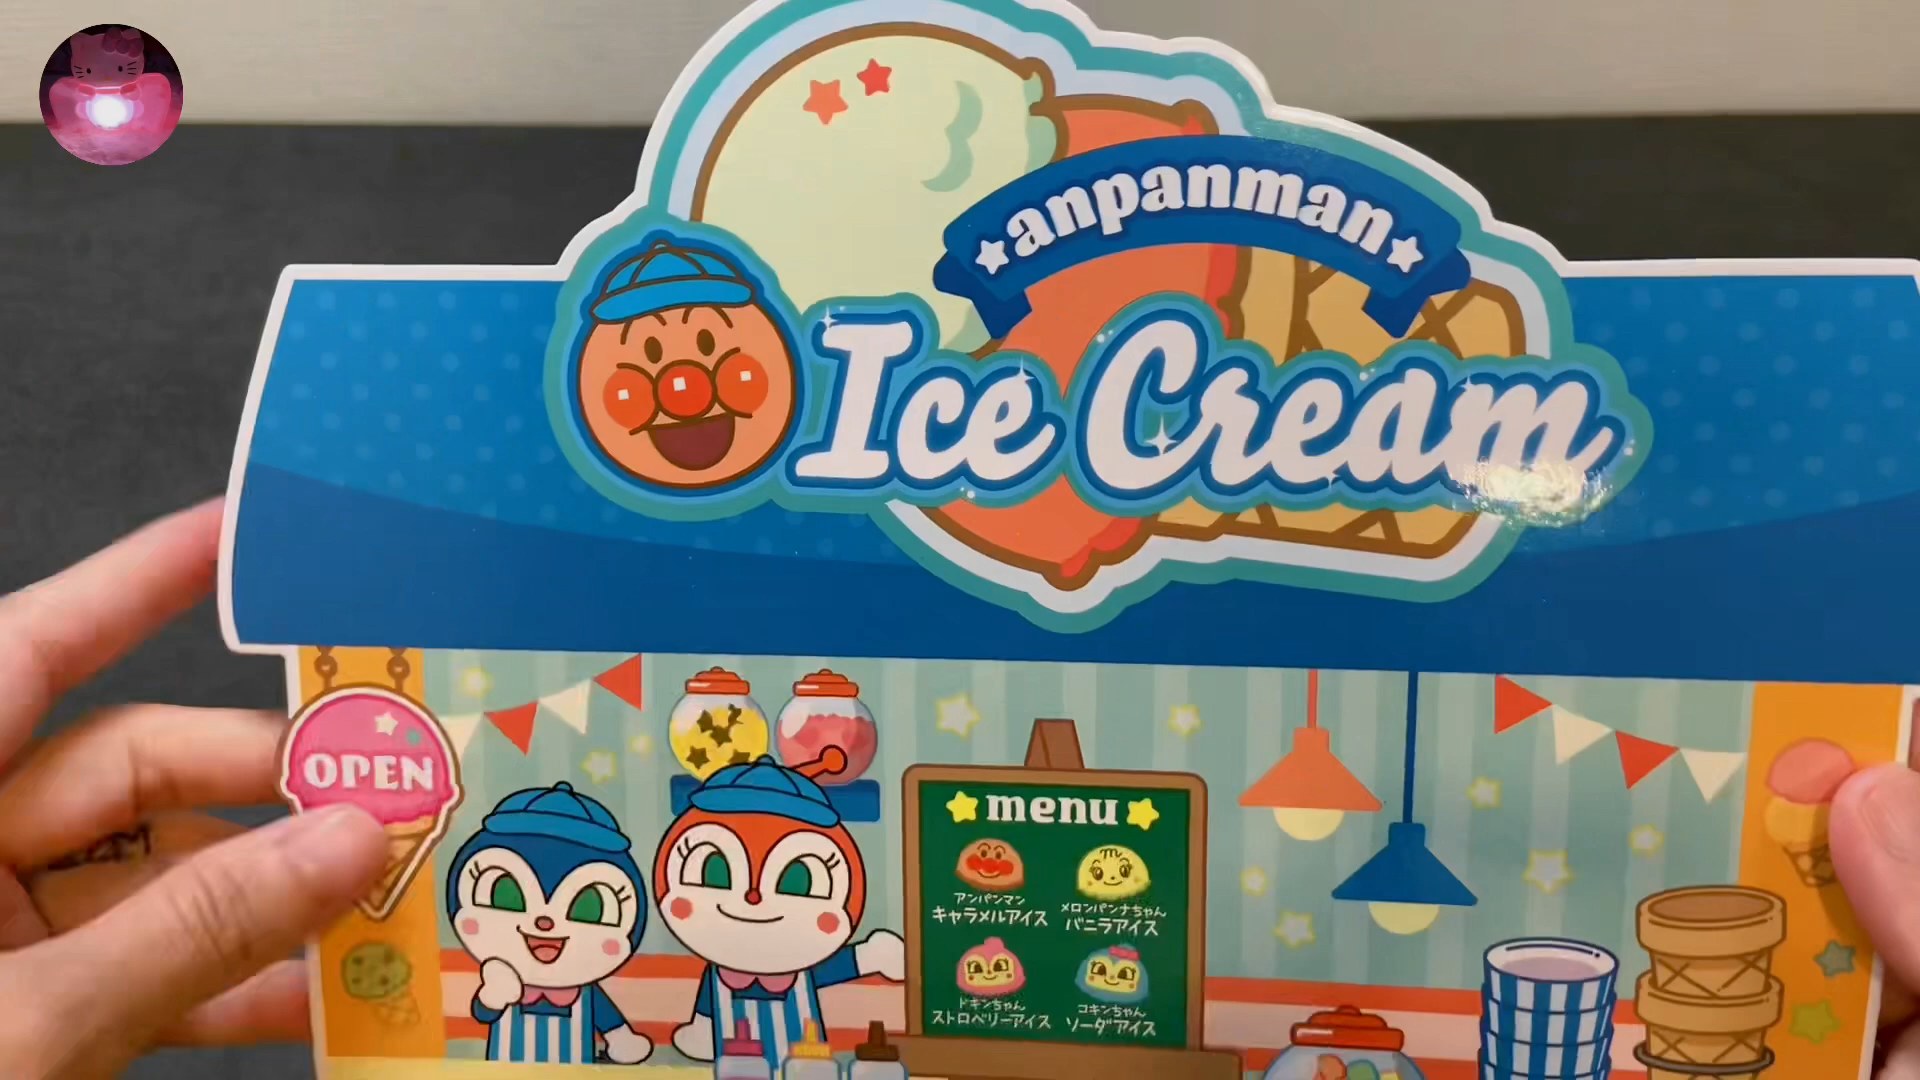 anpanman
Ice Cream
OPEN
menu
アンパンマン
キャラメルアイス
メロンパンナちゃん
バニラアイス
ドキンちゃん
ストロベリーアイス
コキンちゃん
ソーダアイス